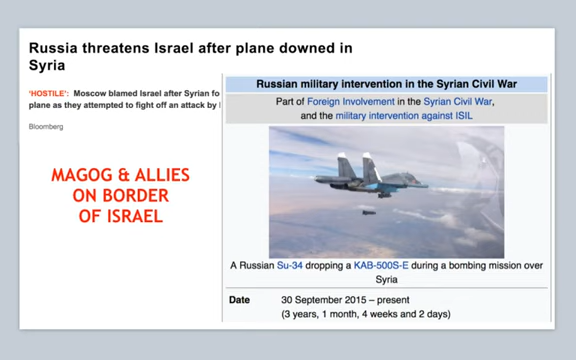 Russia threatens Israel after plane downed in
Syria
'HOSTILE': Moscow blamed Israel after Syrian fo
plane as they attempted to fight off an attack by
Bloomberg
MAGOG & ALLIES
ON BORDER
OF ISRAEL
Russian military intervention in the Syrian Civil War
Part of Foreign Involvement in the Syrian Civil War,
and the military intervention against ISIL
A Russian Su-34 dropping a KAB-500S-E during a bombing mission over
Syria
Date 30 September 2015 – present
(3 years, 1 month, 4 weeks and 2 days)